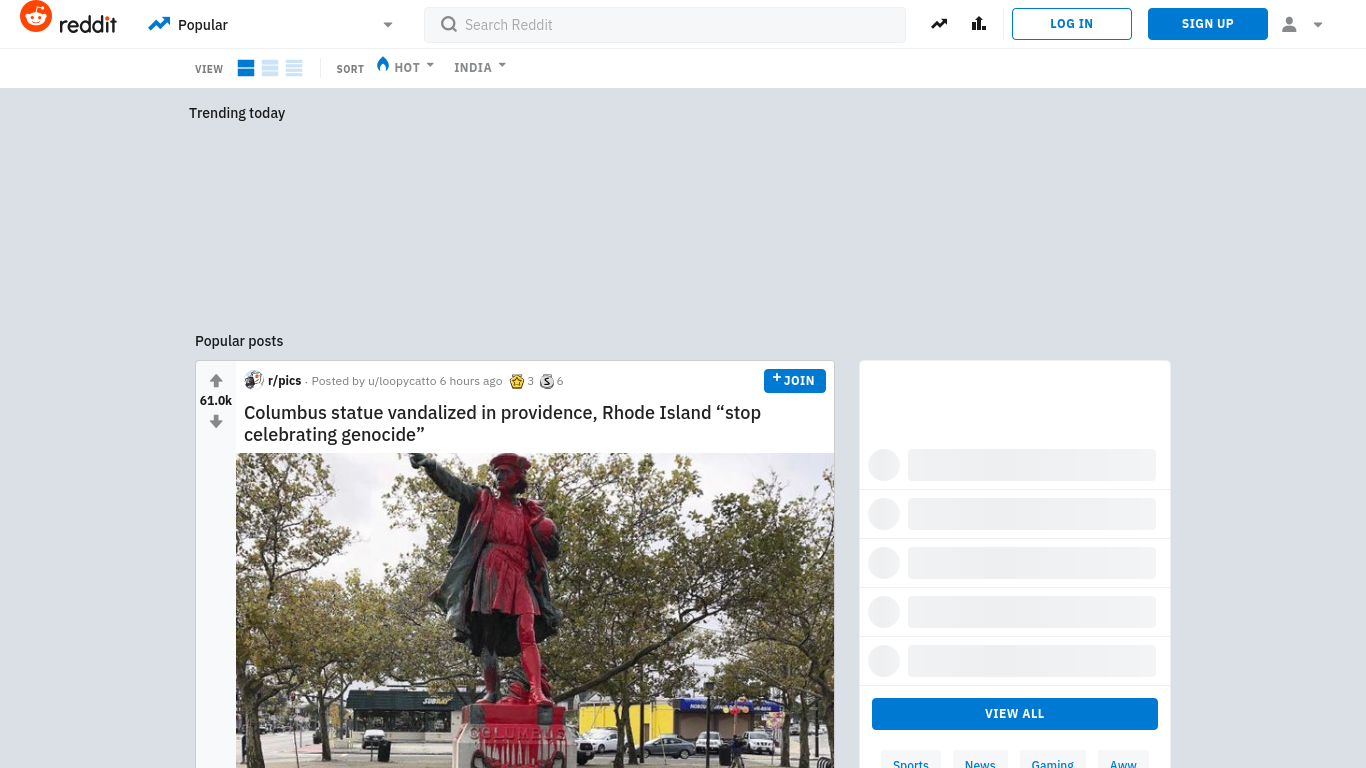 reddit
Popular
Search Reddit
LOG IN
SIGN UP
VIEW
SORT
HOT
INDIA
Trending today
Popular posts
61.0k
r/pics · Posted by u/loopycatto 6 hours ago 3 6
+ JOIN
Columbus statue vandalized in providence, Rhode Island “stop
celebrating genocide”
SUBWAY
COLUMBUS
VIEW ALL
Sports
News
Gaming
Aww